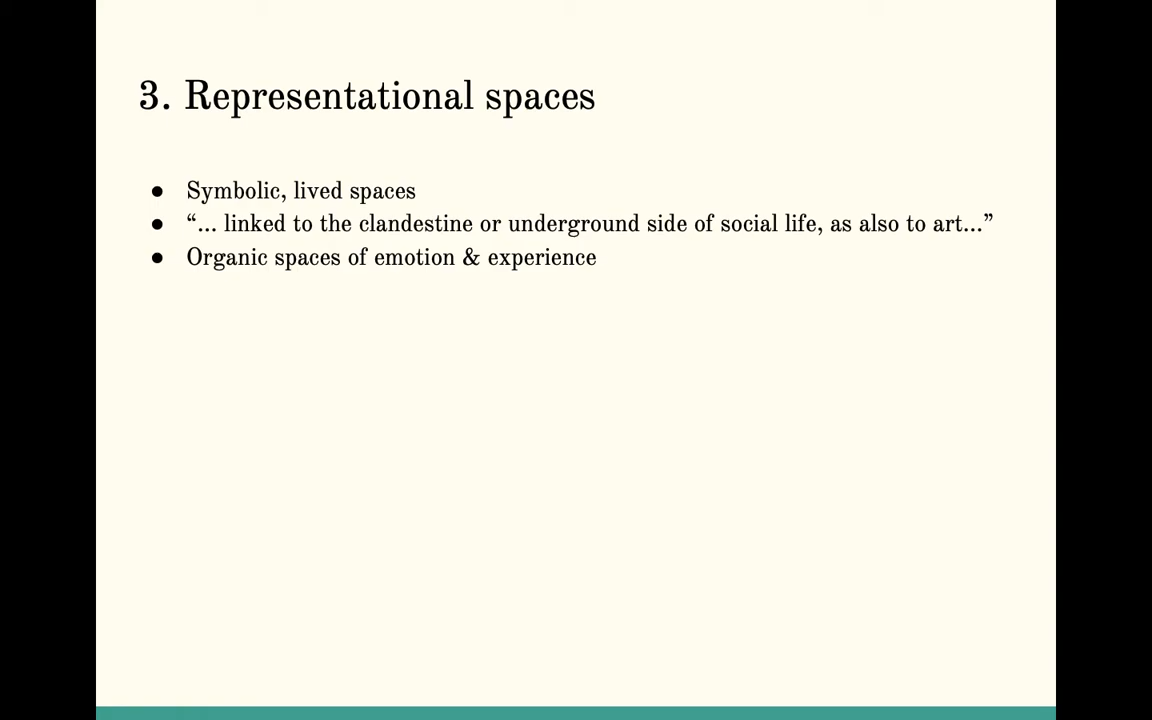 3. Representational spaces
● Symbolic, lived spaces
● “... linked to the clandestine or underground side of social life, as also to art...”
● Organic spaces of emotion & experience